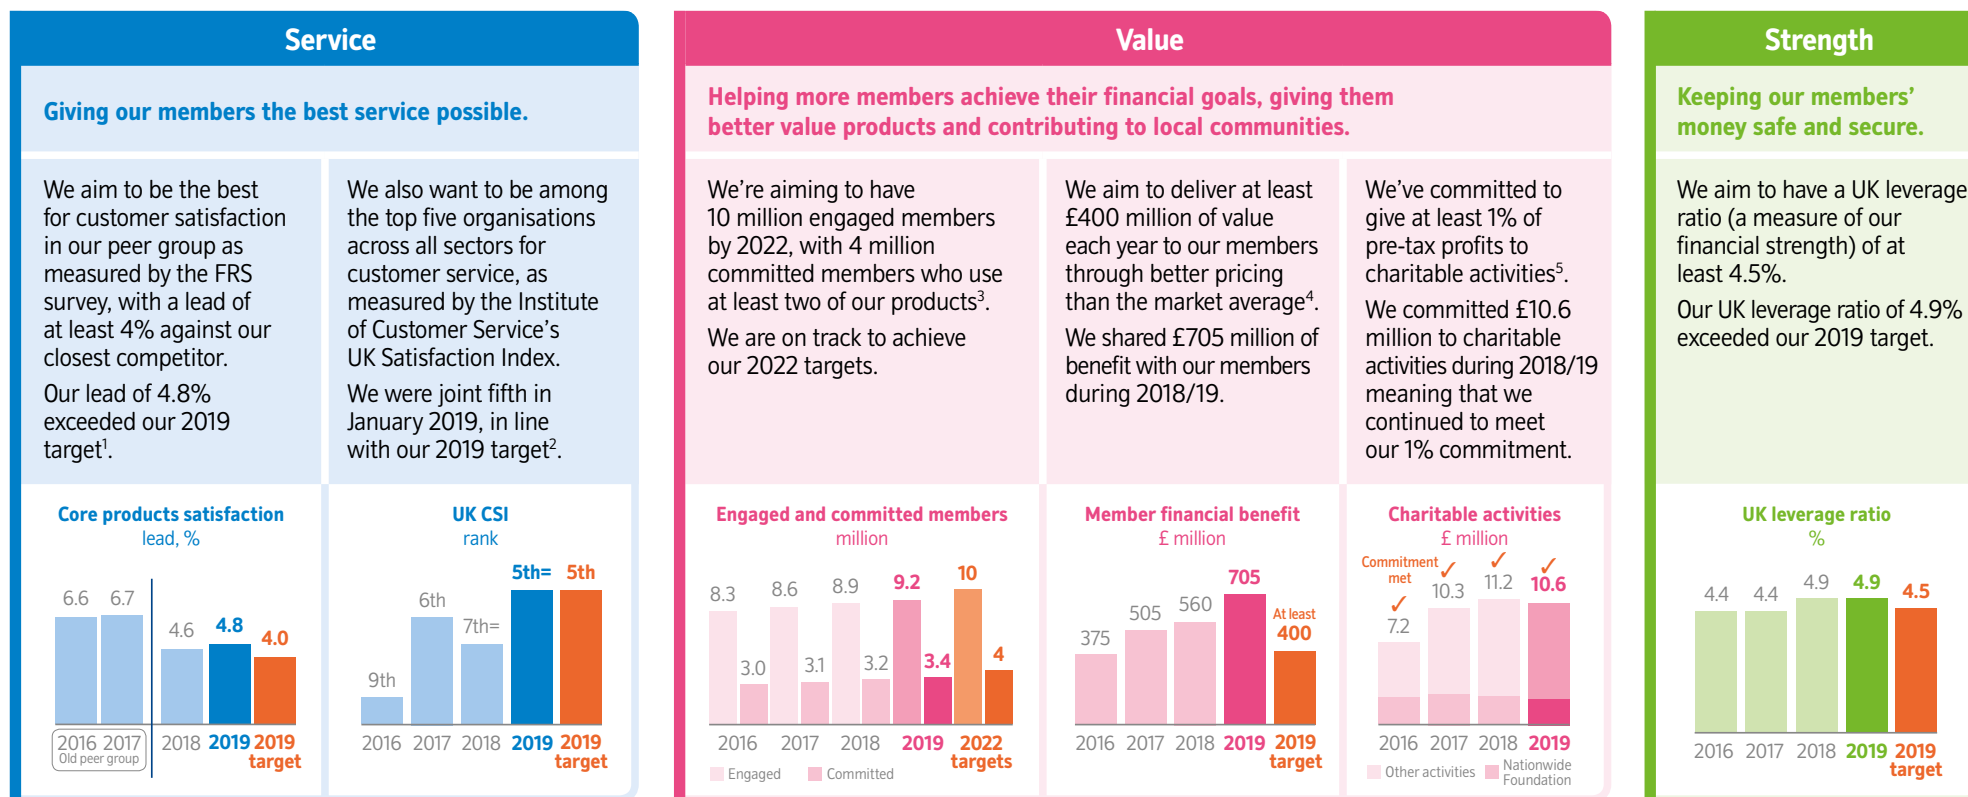 Service
Giving our members the best service possible.
We aim to be the best
for customer satisfaction
in our peer group as
measured by the FRS
survey, with a lead of
at least 4% against our
closest competitor.
Our lead of 4.8%
exceeded our 2019
target¹.
We also want to be among
the top five organisations
across all sectors for
customer service, as
measured by the Institute
of Customer Service’s
UK Satisfaction Index.
We were joint fifth in
January 2019, in line
with our 2019 target².
Core products satisfaction
lead, %
6.6 6.7 4.6 4.8 4.0
2016 2017 2018 2019 2019
target
Old peer group
UK CSI
rank
9th 6th 7th= 5th= 5th
2016 2017 2018 2019 2019
target
Value
Helping more members achieve their financial goals, giving them
better value products and contributing to local communities.
We’re aiming to have
10 million engaged members
by 2022, with 4 million
committed members who use
at least two of our products³.
We are on track to achieve
our 2022 targets.
We aim to deliver at least
£400 million of value
each year to our members
through better pricing
than the market average⁴.
We shared £705 million of
benefit with our members
during 2018/19.
We’ve committed to
give at least 1% of
pre-tax profits to
charitable activities⁵.
We committed £10.6
million to charitable
activities during 2018/19
meaning that we
continued to meet
our 1% commitment.
Engaged and committed members
million
8.3 3.0 8.6 3.1 8.9 3.2 9.2 3.4 10 4
2016 2017 2018 2019 2022
targets
Engaged Committed
Member financial benefit
£ million
375 505 560 705 At least
400
2016 2017 2018 2019 2019
target
Charitable activities
£ million
Commitment
met
✓ ✓ ✓ ✓
7.2 10.3 11.2 10.6
2016 2017 2018 2019
Other activities Nationwide
Foundation
Strength
Keeping our members’
money safe and secure.
We aim to have a UK leverage
ratio (a measure of our
financial strength) of at
least 4.5%.
Our UK leverage ratio of 4.9%
exceeded our 2019 target.
UK leverage ratio
%
4.4 4.4 4.9 4.9 4.5
2016 2017 2018 2019 2019
target